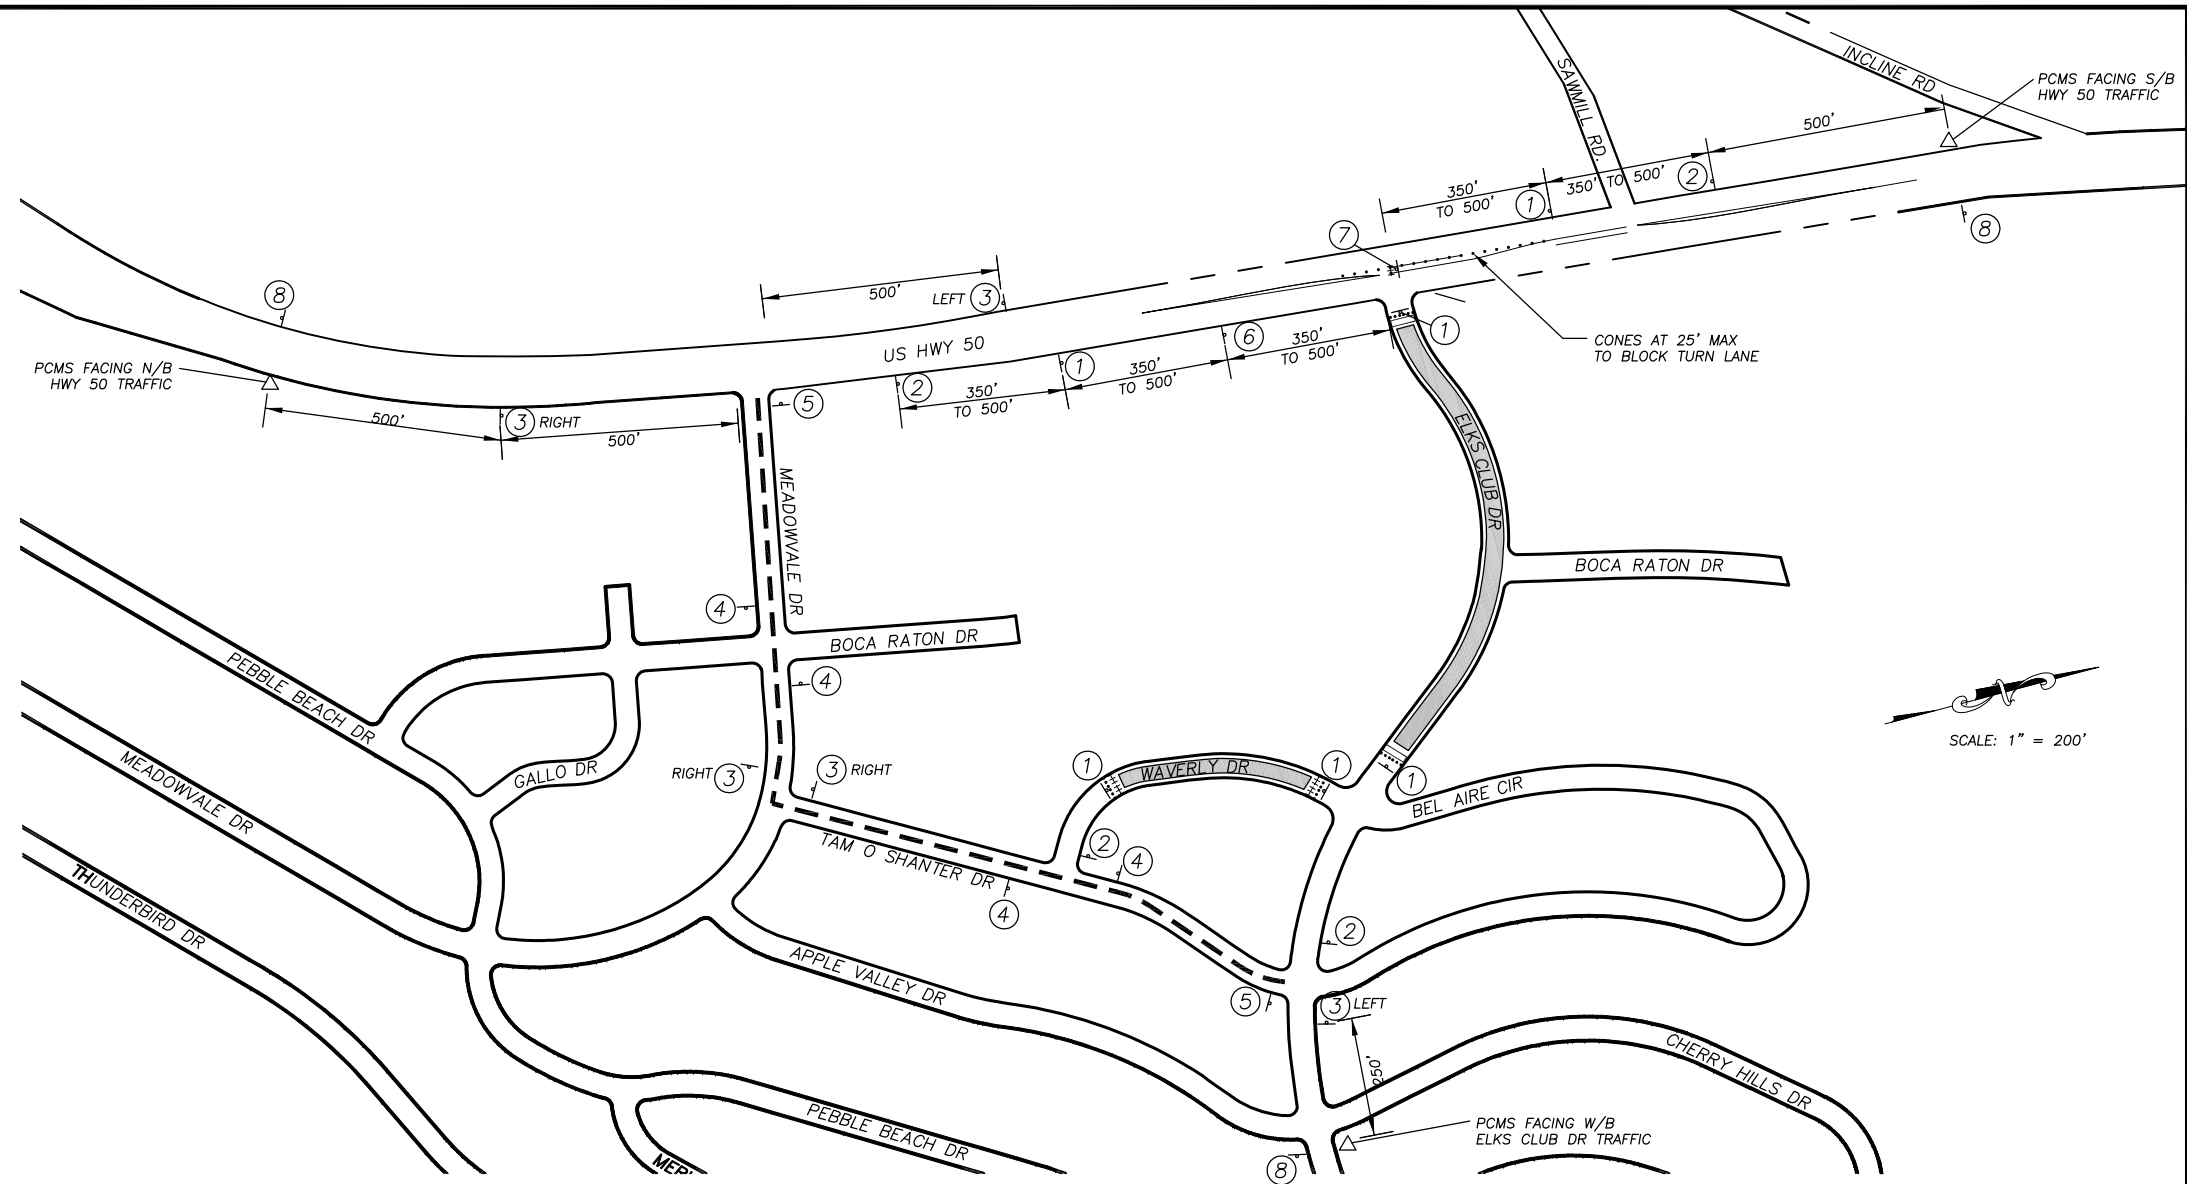 INCLINE RD
PCMS FACING S/B
HWY 50 TRAFFIC
SAWMILL RD.
500'
350' TO 500'
2
350'
TO 500'
1
7
8
8
500'
LEFT 3
US HWY 50
6
1
350'
TO 500'
1
350'
TO 500'
2
350'
TO 500'
CONES AT 25' MAX
TO BLOCK TURN LANE
PCMS FACING N/B
HWY 50 TRAFFIC
500'
3 RIGHT
500'
5
MEADOWVALE DR
ELKS CLUB DR
BOCA RATON DR
4
BOCA RATON DR
4
PEBBLE BEACH DR
MEADOWVALE DR
GALLO DR
RIGHT 3
3 RIGHT
1
WAVERLY DR
1
1
BEL AIRE CIR
N
SCALE: 1" = 200'
TAM O SHANTER DR
2
4
4
THUNDERBIRD DR
APPLE VALLEY DR
2
5
3 LEFT
250'
CHERRY HILLS DR
PEBBLE BEACH DR
PCMS FACING W/B
ELKS CLUB DR TRAFFIC
8